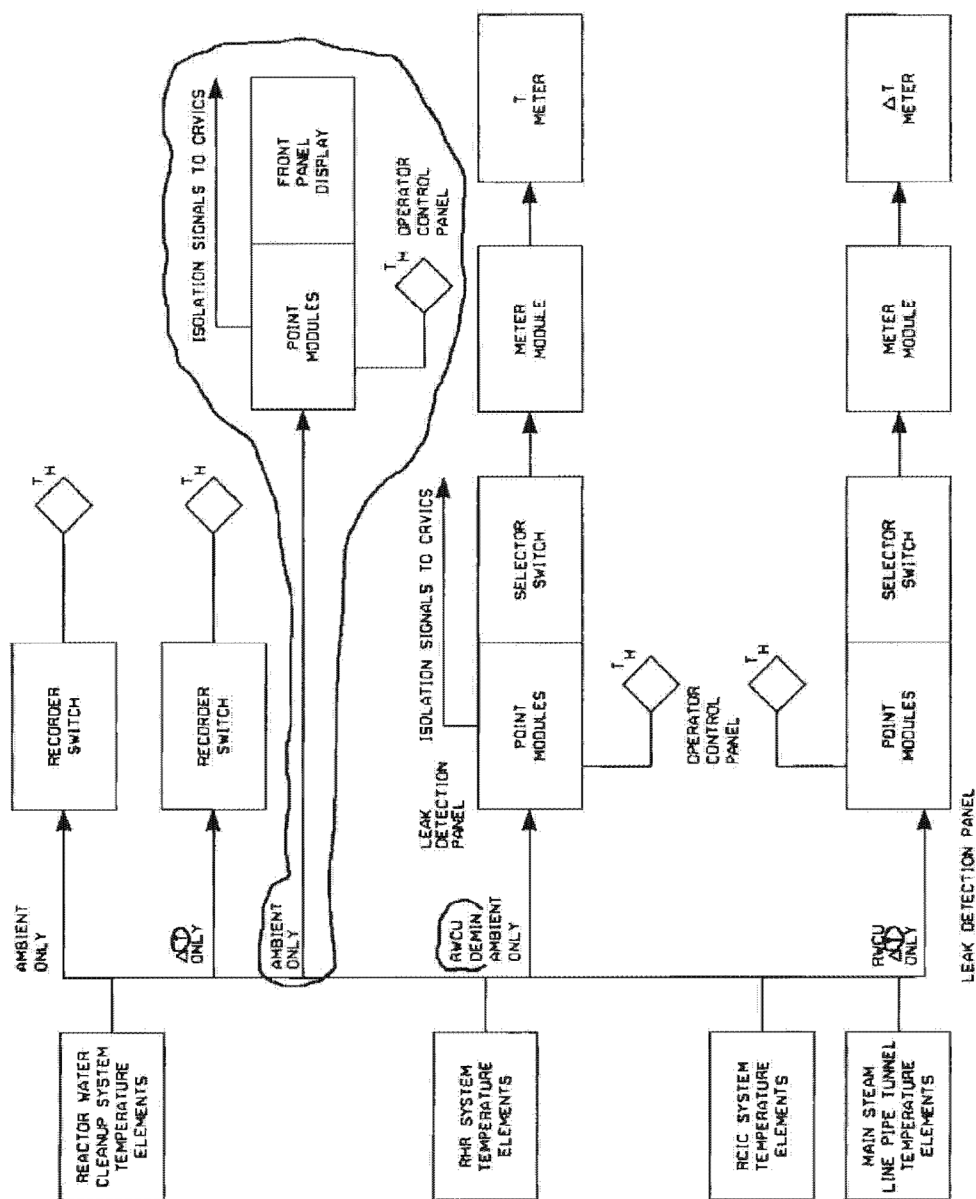 REACTOR WATER
CLEANUP SYSTEM
TEMPERATURE
ELEMENTS
RHR SYSTEM
TEMPERATURE
ELEMENTS
RCIC SYSTEM
TEMPERATURE
ELEMENTS
MAIN STEAM
LINE PIPE TUNNEL
TEMPERATURE
ELEMENTS
AMBIENT
ONLY
RECORDER
SWITCH
T
H
ΔT
ONLY
RECORDER
SWITCH
T
H
AMBIENT
ONLY
ISOLATION SIGNALS TO CRVICS
POINT
MODULES
FRONT
PANEL
DISPLAY
T
H
OPERATOR
CONTROL
PANEL
RWCU
DEMIN
AMBIENT
ONLY
LEAK
DETECTION
PANEL
ISOLATION SIGNALS TO CRVICS
POINT
MODULES
SELECTOR
SWITCH
METER
MODULE
T
METER
T
H
OPERATOR
CONTROL
PANEL
RWCU
ΔT
ONLY
T
H
POINT
MODULES
SELECTOR
SWITCH
METER
MODULE
ΔT
METER
LEAK DETECTION PANEL